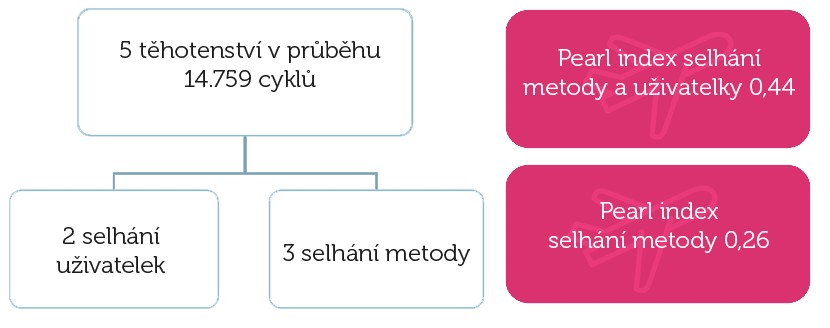 5 těhotenství v průběhu
14.759 cyklů
2 selhání
uživatelek
3 selhání metody
Pearl index selhání
metody a uživatelky 0,44
Pearl index
selhání metody 0,26